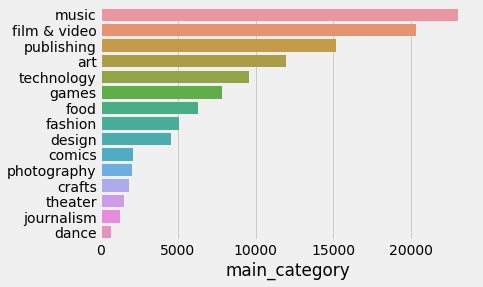 music
film & video
publishing
art
technology
games
food
fashion
design
comics
photography
crafts
theater
journalism
dance
0 5000 10000 15000 20000
main_category